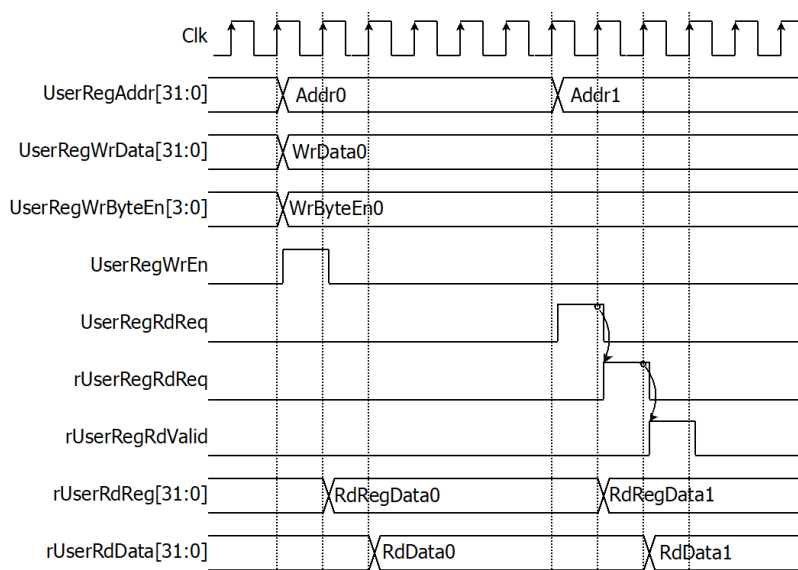 Clk
UserRegAddr[31:0] Addr0 Addr1
UserRegWrData[31:0] WrData0
UserRegWrByteEn[3:0] WrByteEn0
UserRegWrEn
UserRegRdReq
rUserRegRdReq
rUserRegRdValid
rUserRdReg[31:0] RdRegData0 RdRegData1
rUserRdData[31:0] RdData0 RdData1